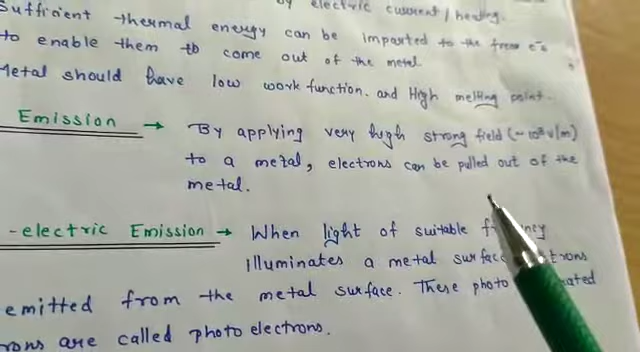 by electric current / heating.
Sufficient thermal energy can be imparted to the free e⁻s
to enable them to come out of the metal
Metal should have low work function. and High melting point.
Emission → By applying very high strong field (~10⁸ v/m)
to a metal, electrons can be pulled out of the
metal.
-electric Emission → When light of suitable
illuminates a metal surface
emitted from the metal surface. These photo
rons are called photo electrons.